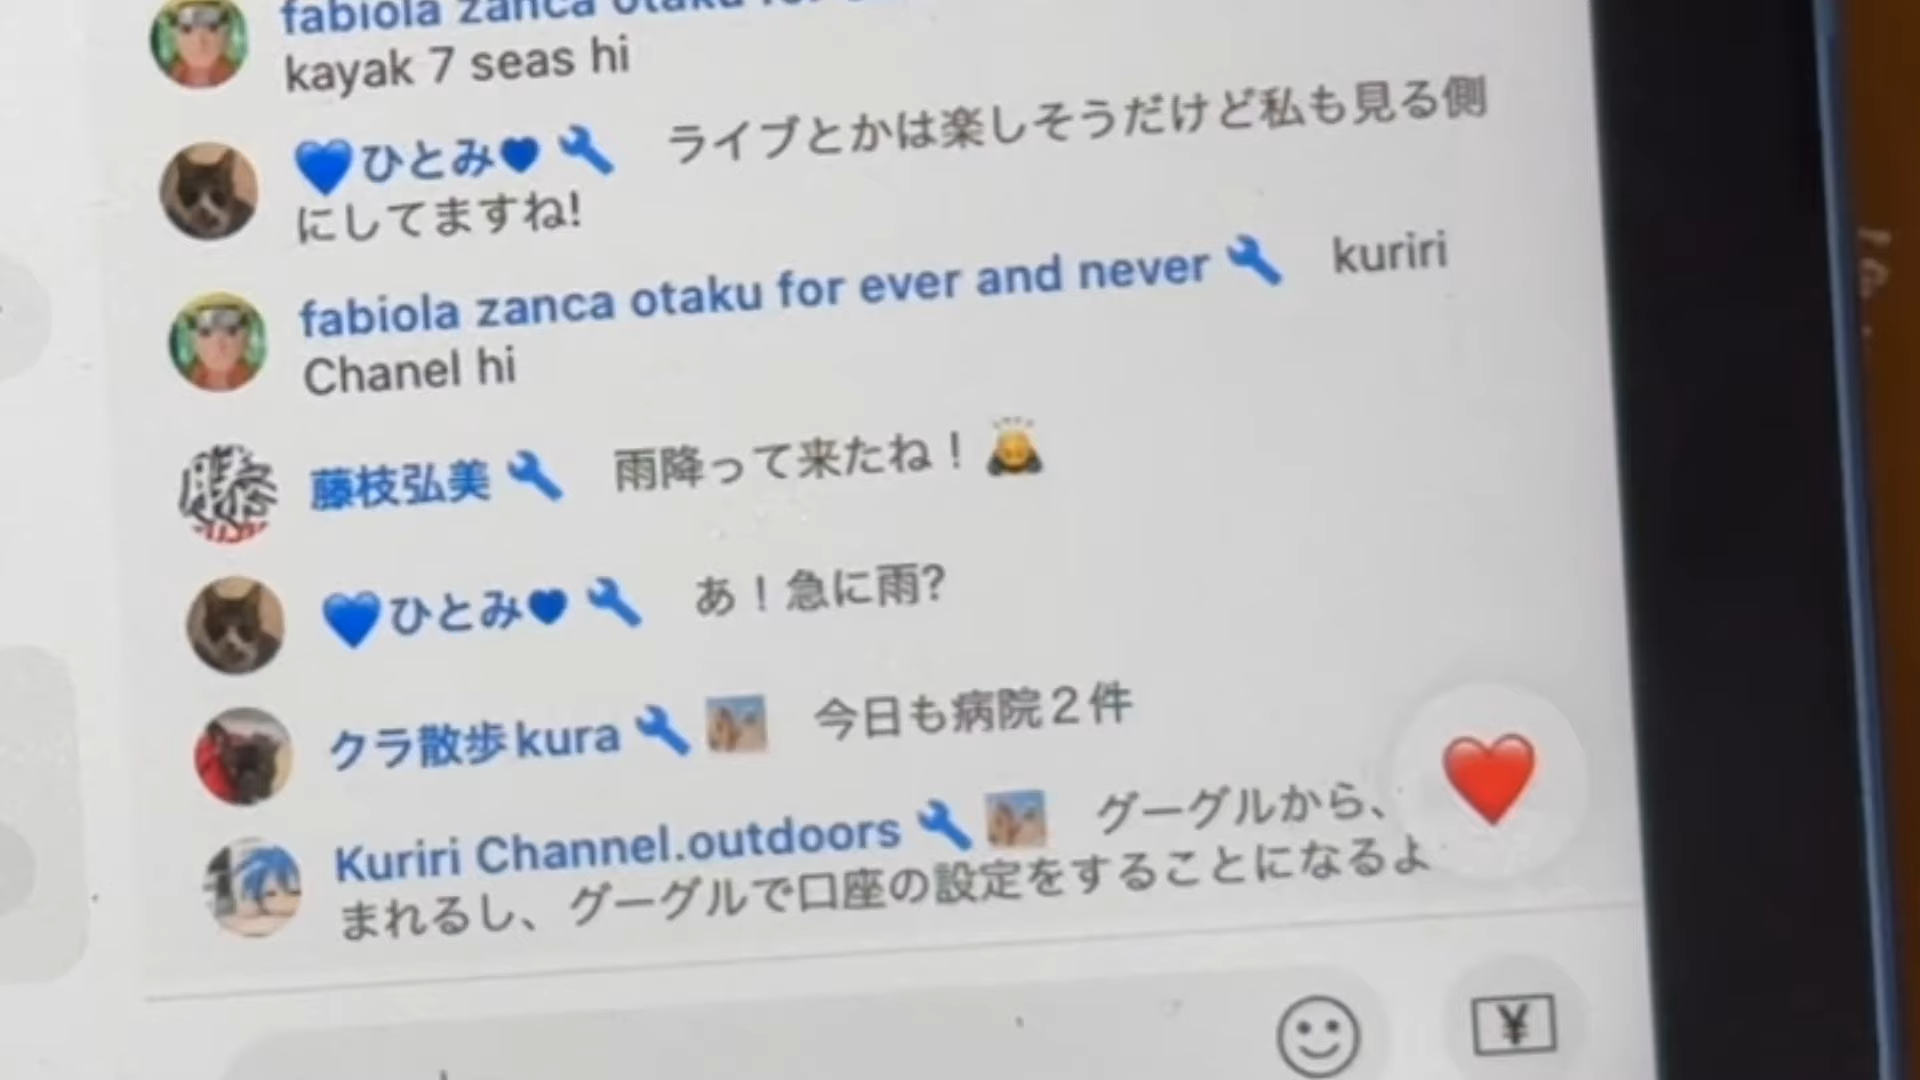 fabiola zanca otaku for
kayak 7 seas hi
💙ひとみ♥🔧 ライブとかは楽しそうだけど私も見る側
にしてますね!
fabiola zanca otaku for ever and never🔧 kuriri
Chanel hi
藤枝弘美🔧 雨降って来たね！🙇
💙ひとみ♥🔧 あ！急に雨?
クラ散歩kura🔧 今日も病院２件
Kuriri Channel.outdoors🔧 グーグルから、
まれるし、グーグルで口座の設定をすることになるよ
¥